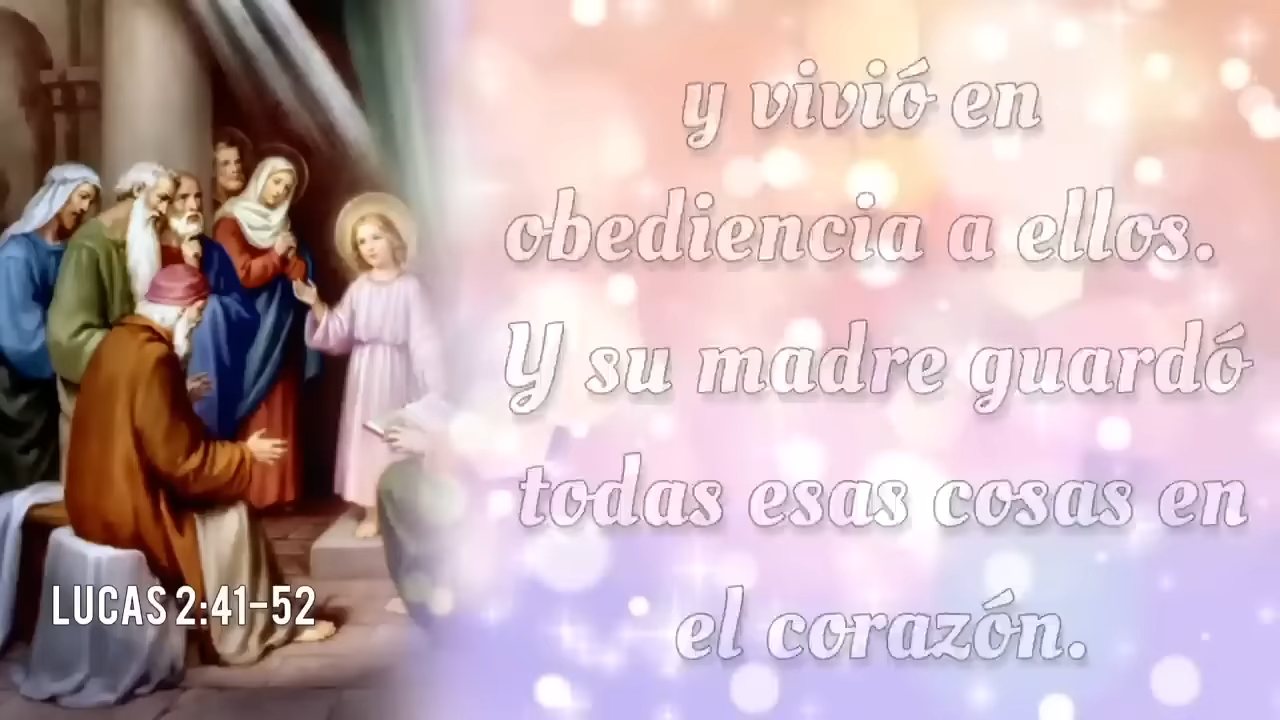 y vivió en
obediencia a ellos.
Y su madre guardó
todas esas cosas en
el corazón.
LUCAS 2:41-52